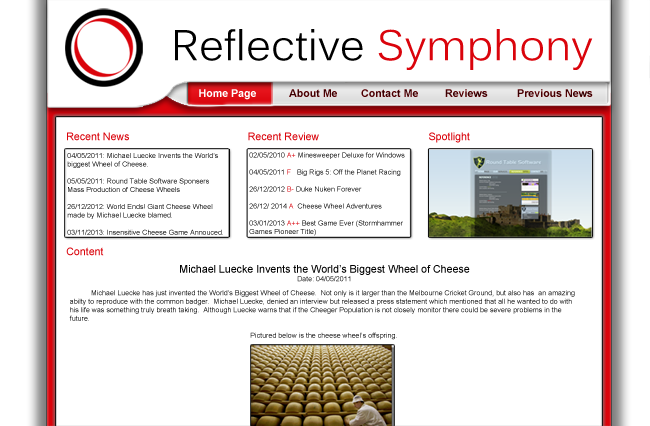 Reflective Symphony
Home Page About Me Contact Me Reviews Previous News
Recent News
04/05/2011: Michael Luecke Invents the World's
biggest Wheel of Cheese.
05/05/2011: Round Table Software Sponsers
Mass Production of Cheese Wheels
26/12/2012: World Ends! Giant Cheese Wheel
made by Michael Luecke blamed.
03/11/2013: Insensitive Cheese Game Annouced.
Recent Review
02/05/2010 A+ Minesweeper Deluxe for Windows
04/05/2011 F Big Rigs 5: Off the Planet Racing
26/12/2012 B- Duke Nuken Forever
26/12/ 2014 A Cheese Wheel Adventures
03/01/2013 A++ Best Game Ever (Stormhammer
Games Pioneer Title)
Spotlight
Round Table Software
Content
Michael Luecke Invents the World's Biggest Wheel of Cheese
Date: 04/05/2011
Michael Luecke has just invented the World's Biggest Wheel of Cheese. Not only is it larger than the Melbourne Cricket Ground, but also has an amazing
abilty to reproduce with the common badger. Michael Luecke, denied an interview but released a press statement which mentioned that all he wanted to do with
his life was something truly breath taking. Although Luecke warns that if the Cheeger Population is not closely monitor there could be severe problems in the
future.
Pictured below is the cheese wheel's offspring.